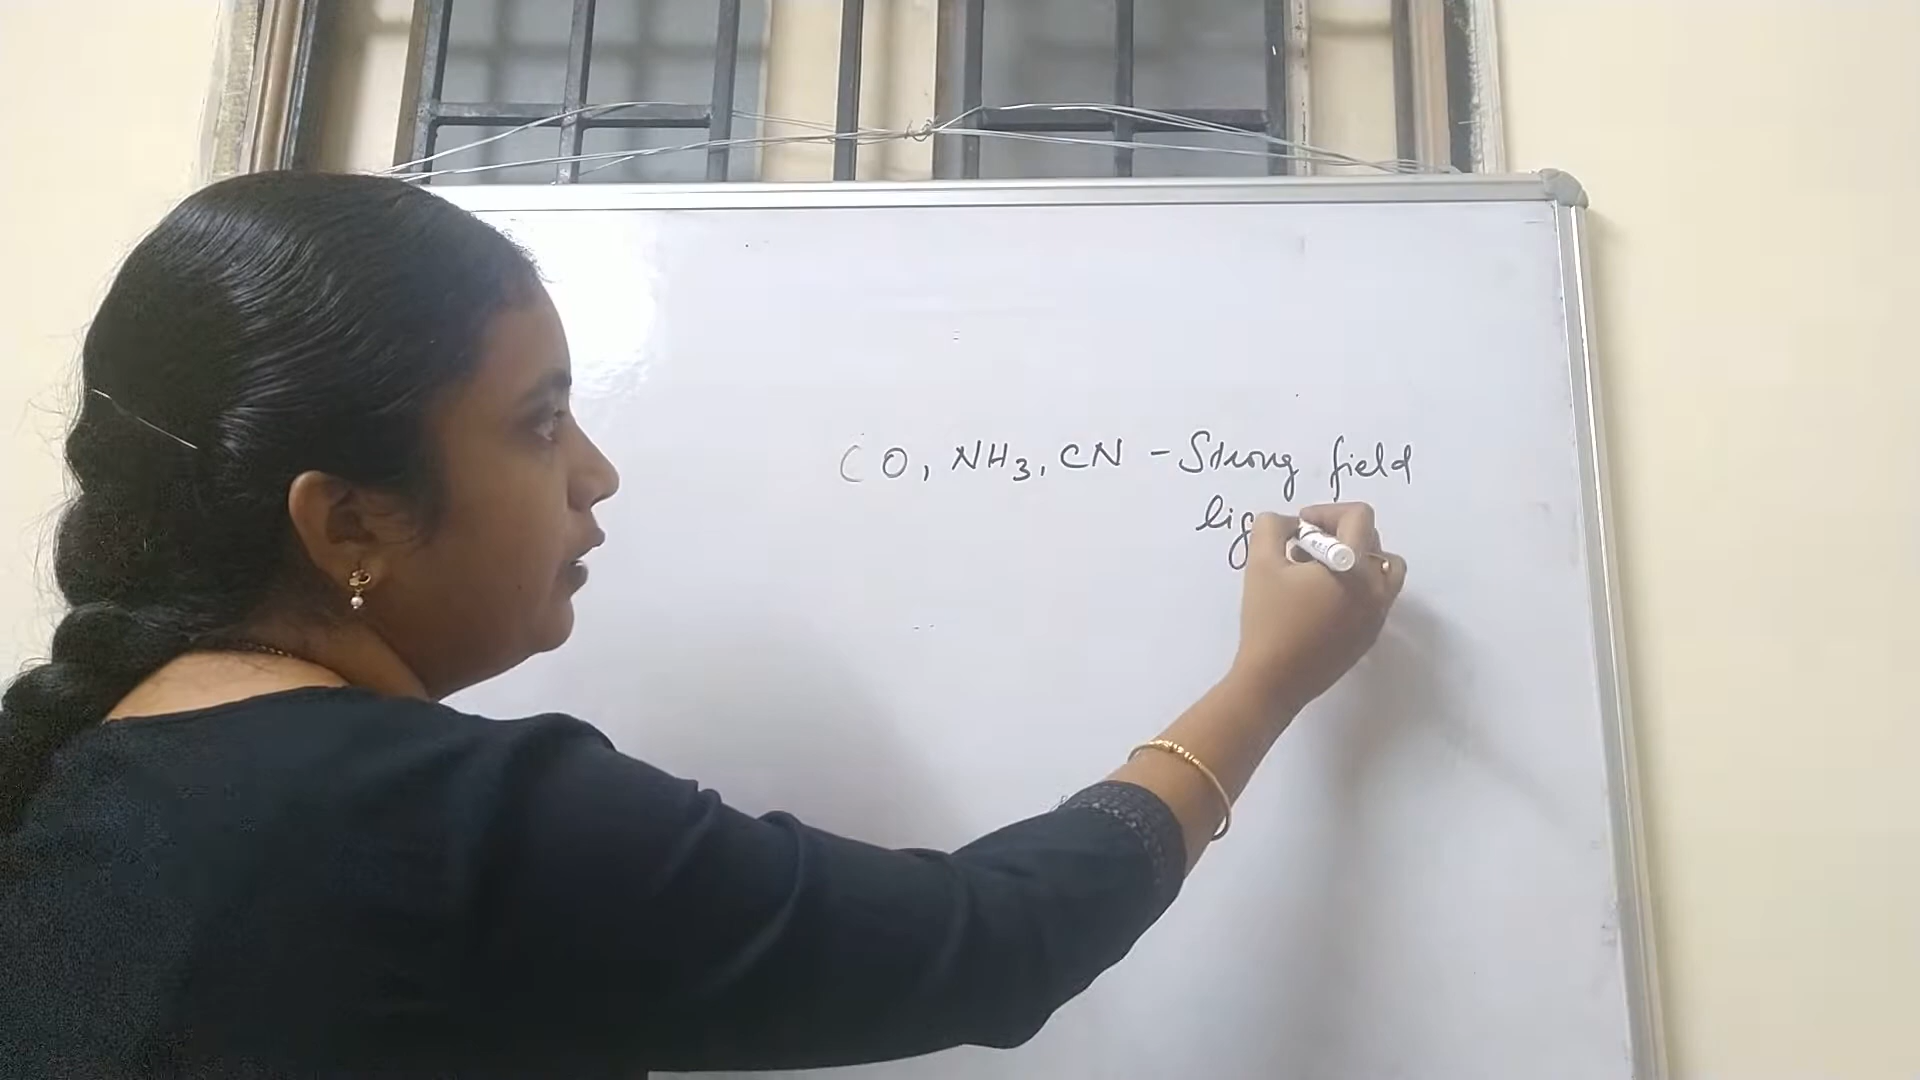 CO, NH3, CN - Strong field
lig